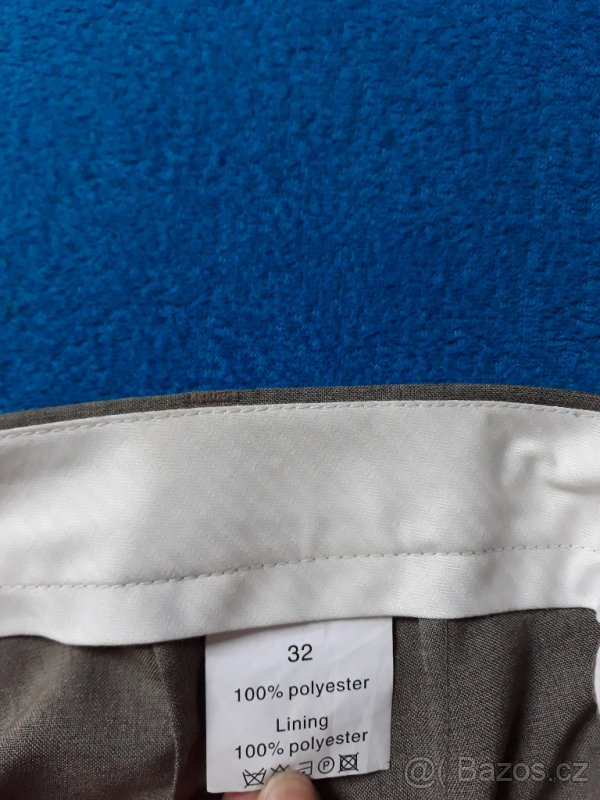 32
100% polyester
Lining
100% polyester
P
@ Bazos.cz